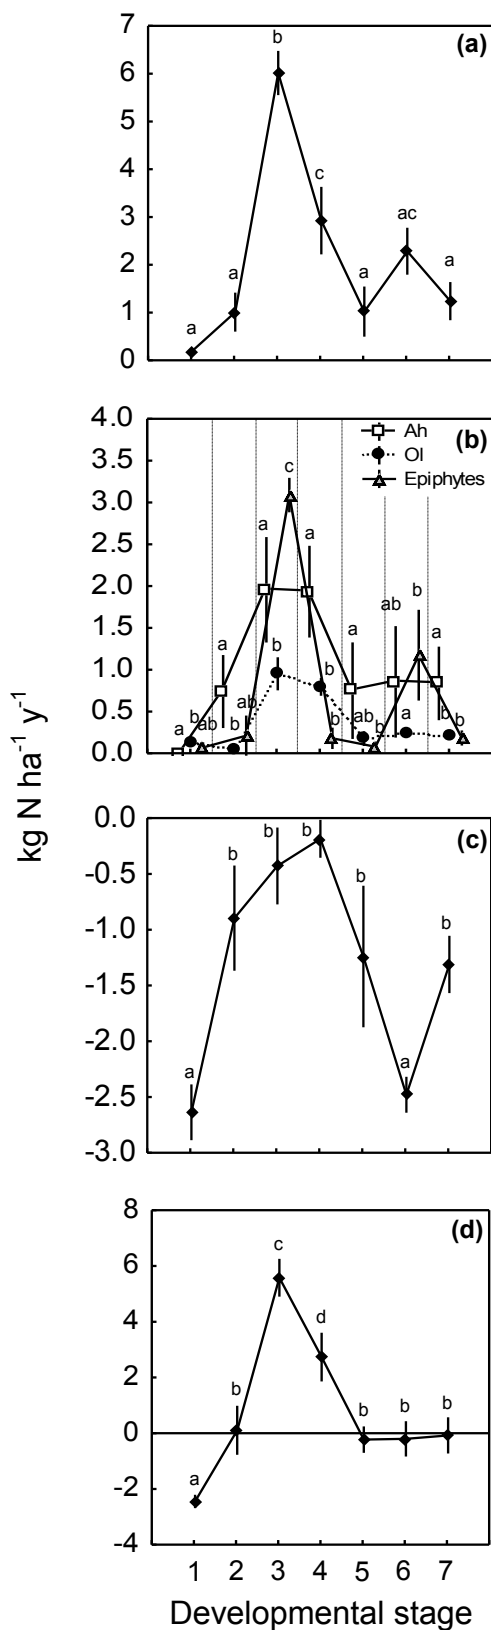 kg N ha⁻¹ y⁻¹
(a)
7
6
5
4
3
2
1
0
a
a
b
c
a
ac
a
(b)
Ah
Ol
Epiphytes
4.0
3.5
3.0
2.5
2.0
1.5
1.0
0.5
0.0
a
b
ab
a
b
ab
a
b
c
a
b
b
a
ab
b
ab
a
b
a
b
b
(c)
0.0
-0.5
-1.0
-1.5
-2.0
-2.5
-3.0
a
b
b
b
b
a
b
(d)
8
6
4
2
0
-2
-4
a
b
c
d
b
b
b
1 2 3 4 5 6 7
Developmental stage